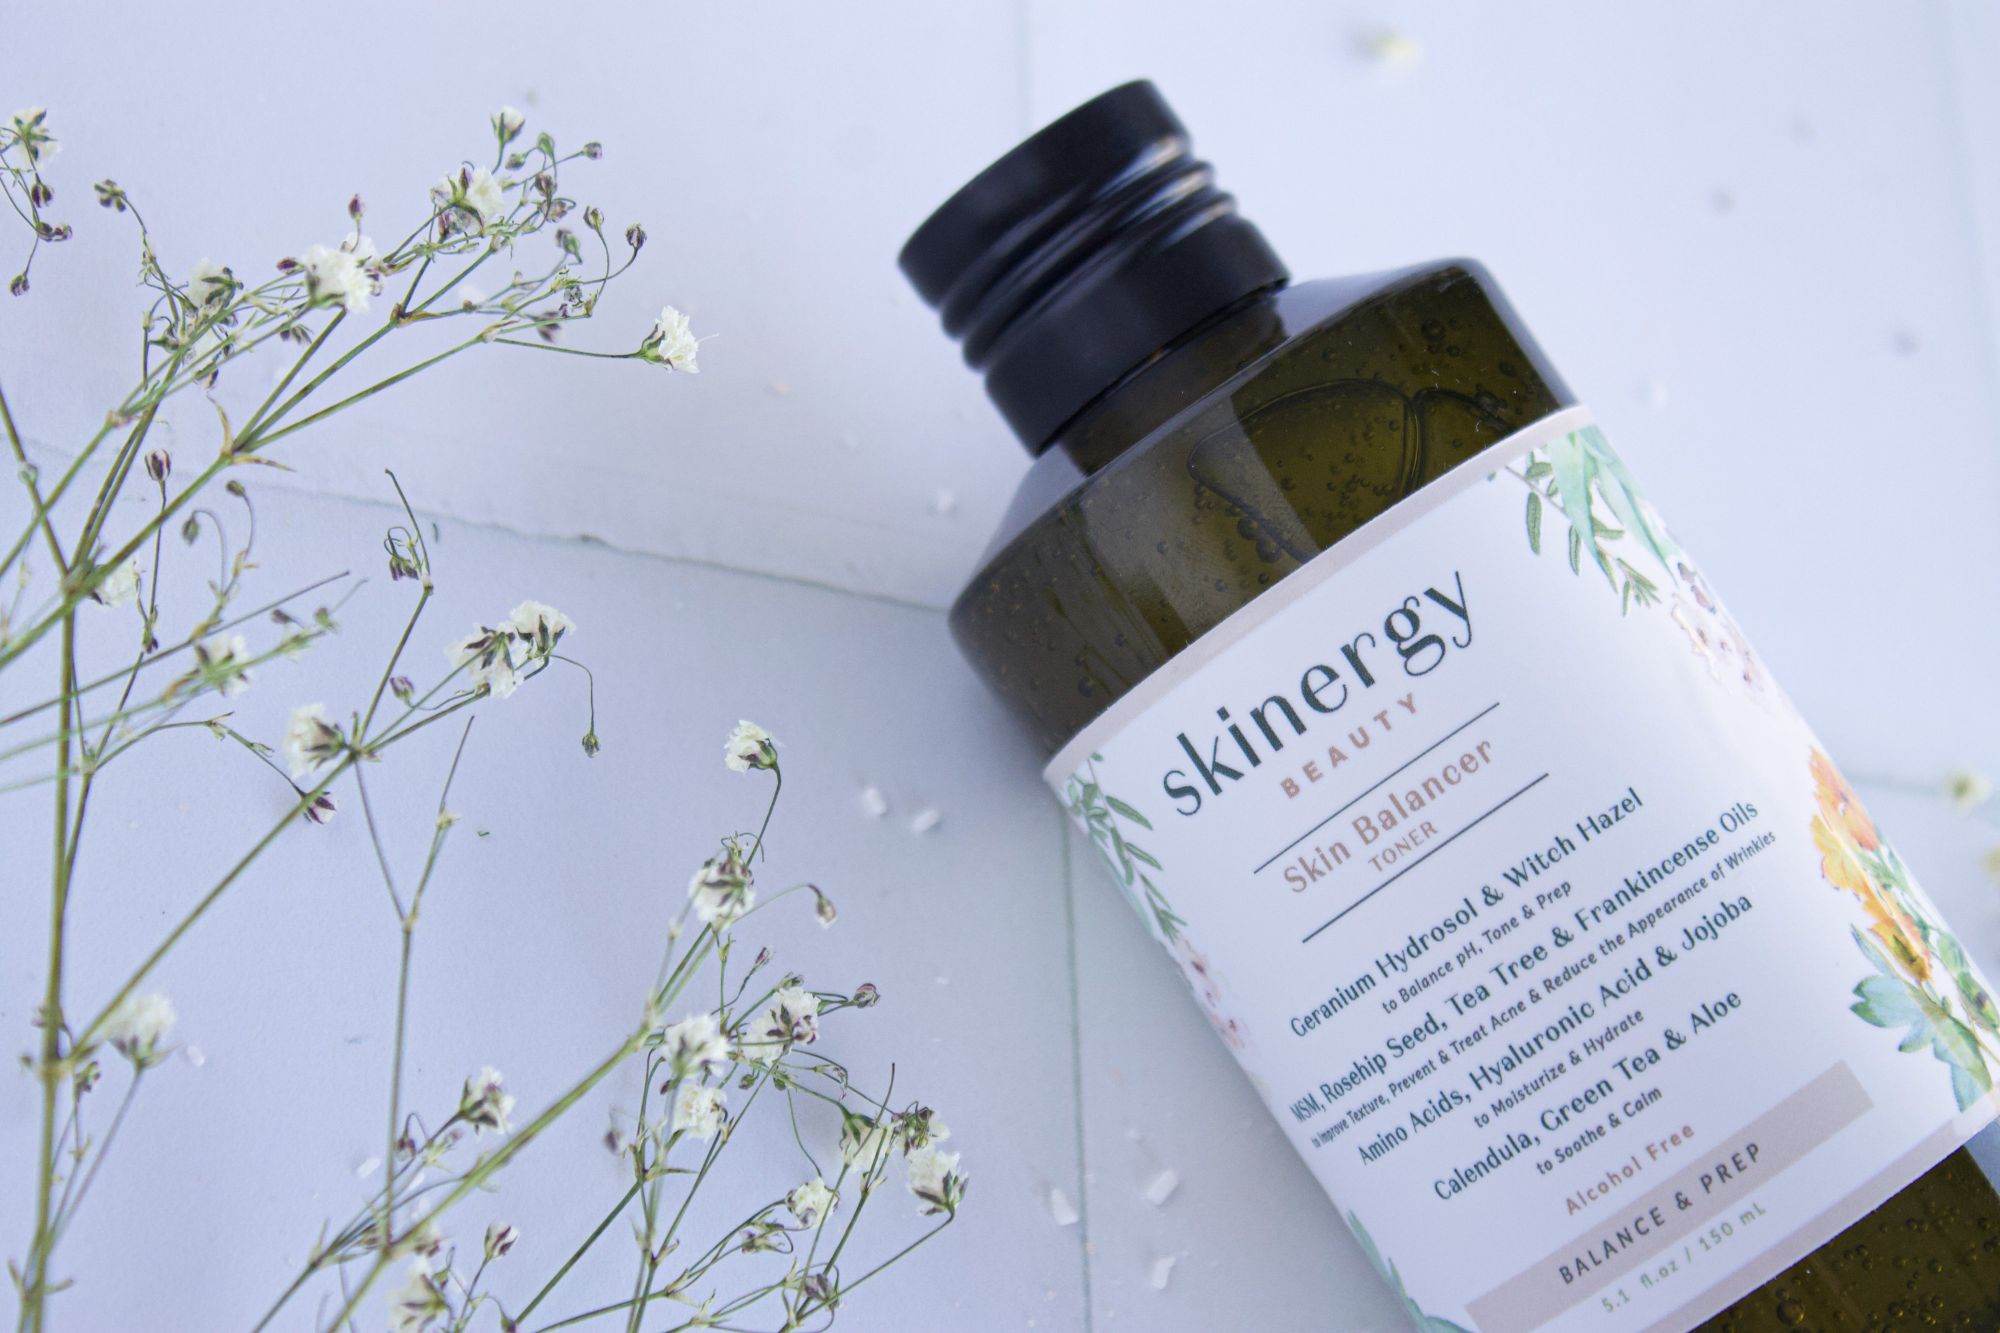 skinergy
BEAUTY
Skin Balancer
TONER
Geranium Hydrosol & Witch Hazel
to Balance pH, Tone & Prep
MSM, Rosehip Seed, Tea Tree & Frankincense Oils
to Improve Texture, Prevent & Treat Acne & Reduce the Appearance of Wrinkles
Amino Acids, Hyaluronic Acid & Jojoba
to Moisturize & Hydrate
Calendula, Green Tea & Aloe
to Soothe & Calm
Alcohol Free
BALANCE & PREP
5.1 fl.oz / 150 mL